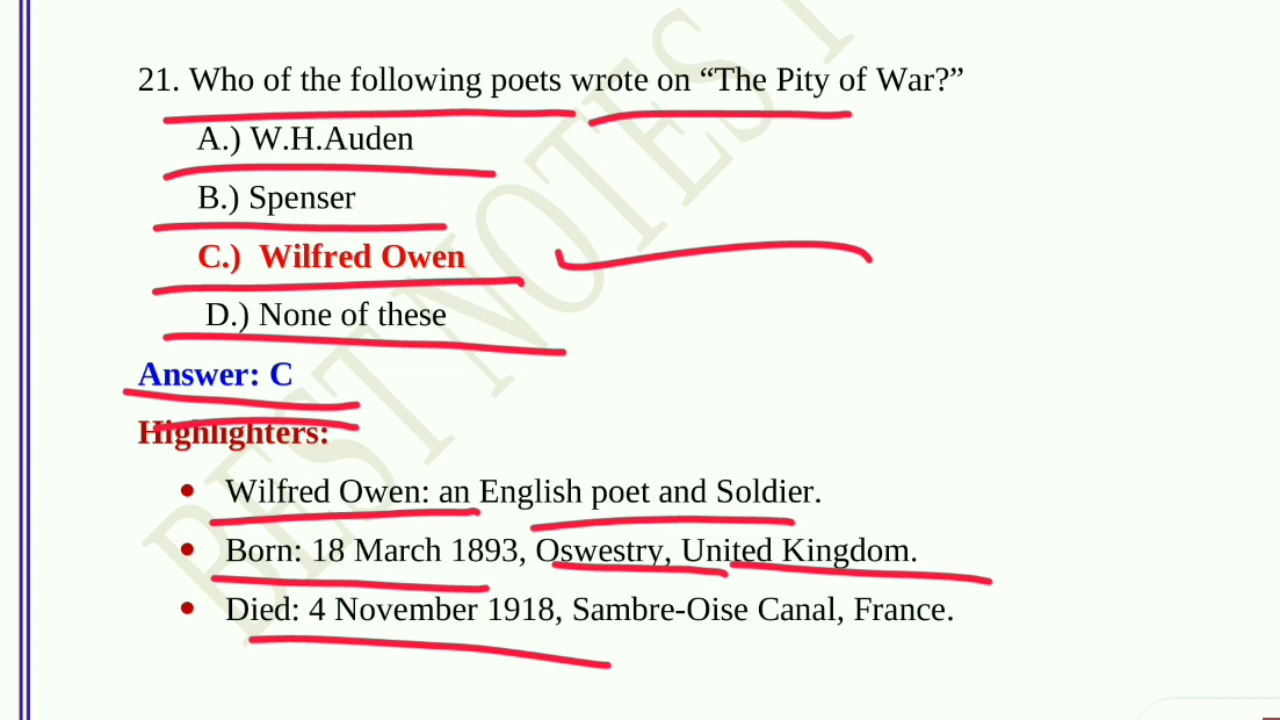 21. Who of the following poets wrote on “The Pity of War?”
A.) W.H.Auden
B.) Spenser
C.) Wilfred Owen
D.) None of these
Answer: C
Highlighters:
Wilfred Owen: an English poet and Soldier.
Born: 18 March 1893, Oswestry, United Kingdom.
Died: 4 November 1918, Sambre-Oise Canal, France.
BEST NOTES